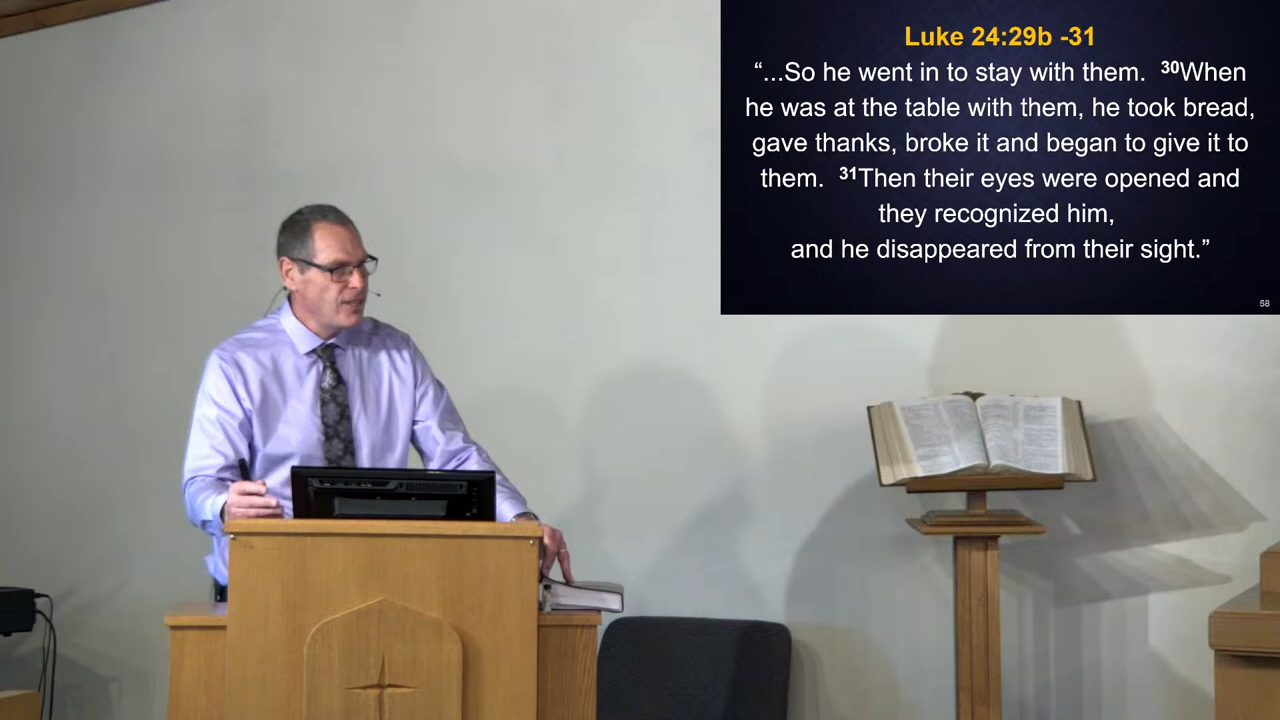 Luke 24:29b -31
“...So he went in to stay with them. 30When
he was at the table with them, he took bread,
gave thanks, broke it and began to give it to
them. 31Then their eyes were opened and
they recognized him,
and he disappeared from their sight.”
58